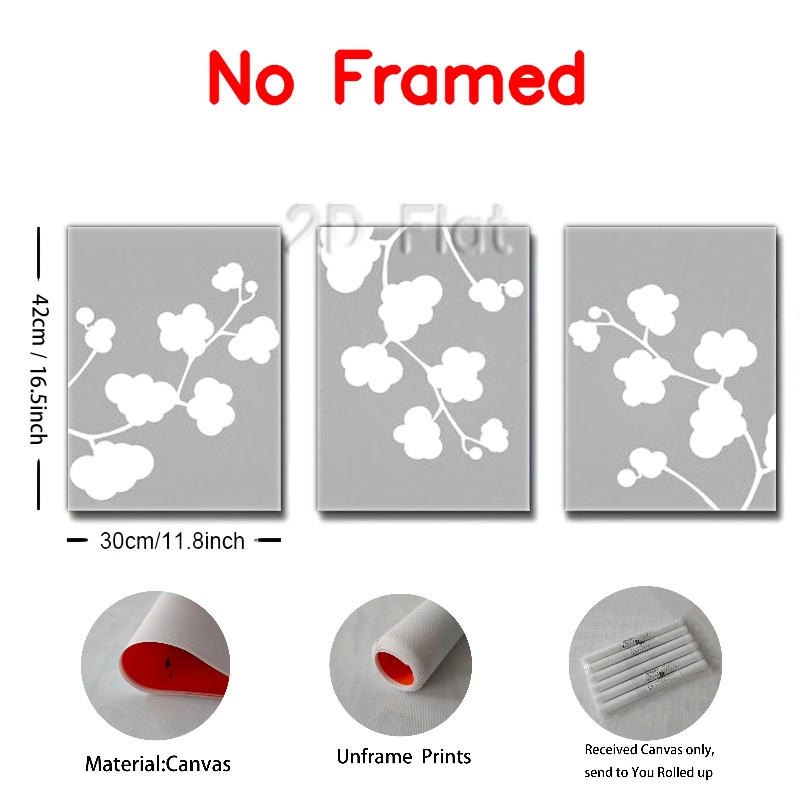 No Framed
2D Flat
42cm / 16.5inch
30cm/11.8inch
Material:Canvas
Unframe Prints
Received Canvas only,
send to You Rolled up